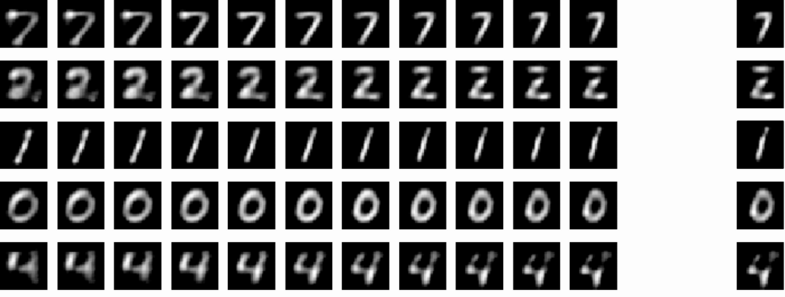 7 7 7 7 7 7 7 7 7 7 7 7
2 2 2 2 2 2 2 2 2 2 2 2
1 1 1 1 1 1 1 1 1 1 1 1
0 0 0 0 0 0 0 0 0 0 0 0
4 4 4 4 4 4 4 4 4 4 4 4